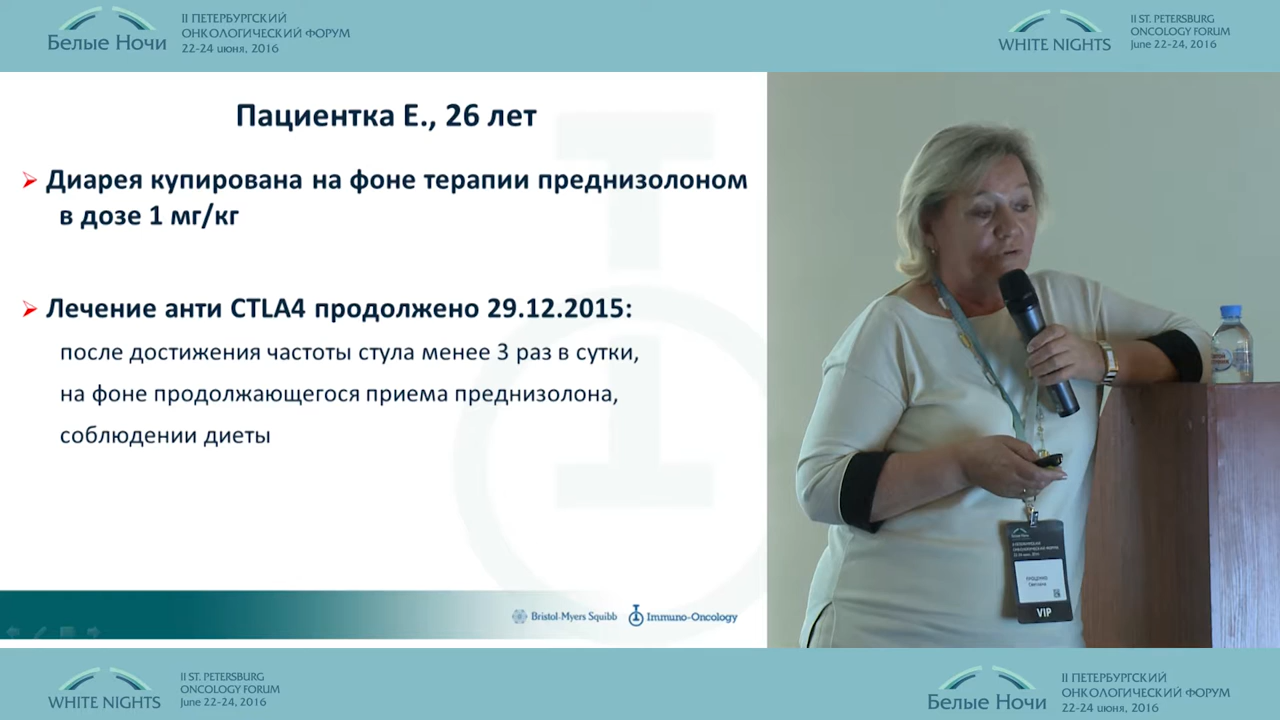 Белые Ночи
II ПЕТЕРБУРГСКИЙ
ОНКОЛОГИЧЕСКИЙ ФОРУМ
22-24 июня, 2016
WHITE NIGHTS
II ST. PETERSBURG
ONCOLOGY FORUM
June 22-24, 2016
Пациентка Е., 26 лет
Диарея купирована на фоне терапии преднизолоном
в дозе 1 мг/кг
Лечение анти CTLA4 продолжено 29.12.2015:
после достижения частоты стула менее 3 раз в сутки,
на фоне продолжающегося приема преднизолона,
соблюдении диеты
Bristol-Myers Squibb
Immuno-Oncology
VIP
WHITE NIGHTS
II ST. PETERSBURG
ONCOLOGY FORUM
June 22-24, 2016
Белые Ночи
II ПЕТЕРБУРГСКИЙ
ОНКОЛОГИЧЕСКИЙ ФОРУМ
22-24 июня, 2016